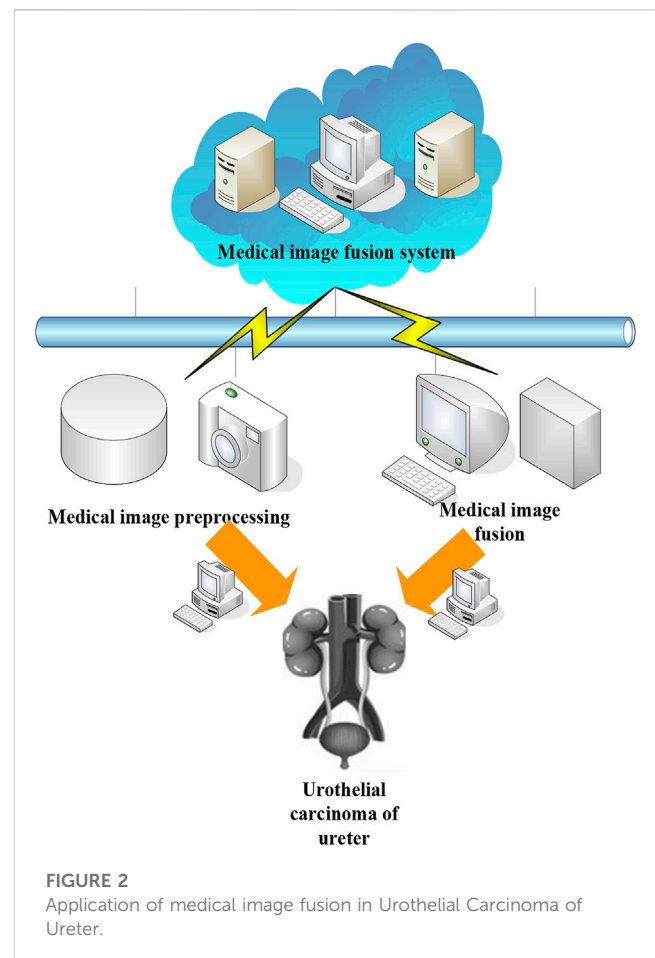 Medical image fusion system
Medical image preprocessing
Medical image
fusion
Urothelial
carcinoma of
ureter
FIGURE 2
Application of medical image fusion in Urothelial Carcinoma of
Ureter.